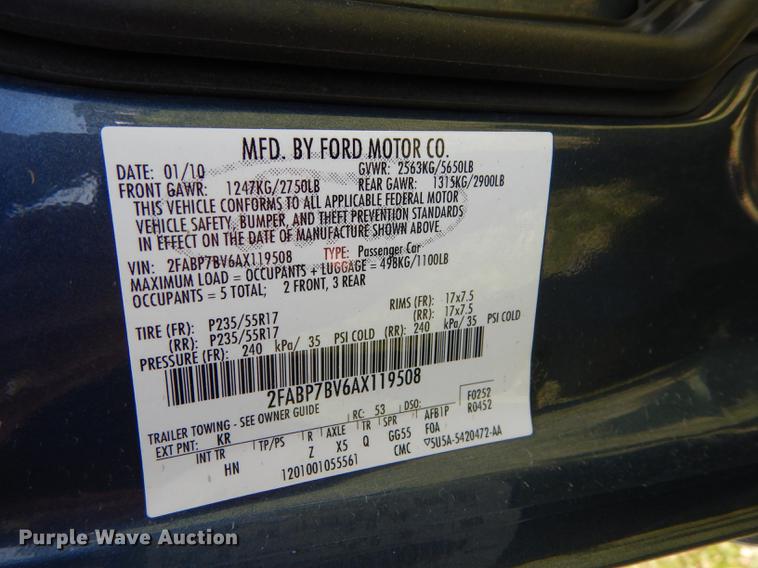 MFD. BY FORD MOTOR CO.
DATE: 01/10 GVWR: 2563KG/5650LB
FRONT GAWR: 1247KG/2750LB REAR GAWR: 1315KG/2900LB
THIS VEHICLE CONFORMS TO ALL APPLICABLE FEDERAL MOTOR
VEHICLE SAFETY, BUMPER, AND THEFT PREVENTION STANDARDS
IN EFFECT ON THE DATE OF MANUFACTURE SHOWN ABOVE.
VIN: 2FABP7BV6AX119508 TYPE: Passenger Car
MAXIMUM LOAD = OCCUPANTS + LUGGAGE = 498KG/1100LB
OCCUPANTS = 5 TOTAL; 2 FRONT, 3 REAR
TIRE (FR): P235/55R17 RIMS (FR): 17x7.5
(RR): P235/55R17 (RR): 17x7.5
PRESSURE (FR): 240 kPa/ 35 PSI COLD (RR): 240 kPa/ 35 PSI COLD
2FABP7BV6AX119508
TRAILER TOWING - SEE OWNER GUIDE RC: 53 DSO: F0252
EXT PNT: KR AFB1P R0452
INT TR TP/PS R AXLE TR SPR F0A
HN Z X5 Q GG55 CMC 5U5A-5420472-AA
1201001055561
Purple Wave Auction